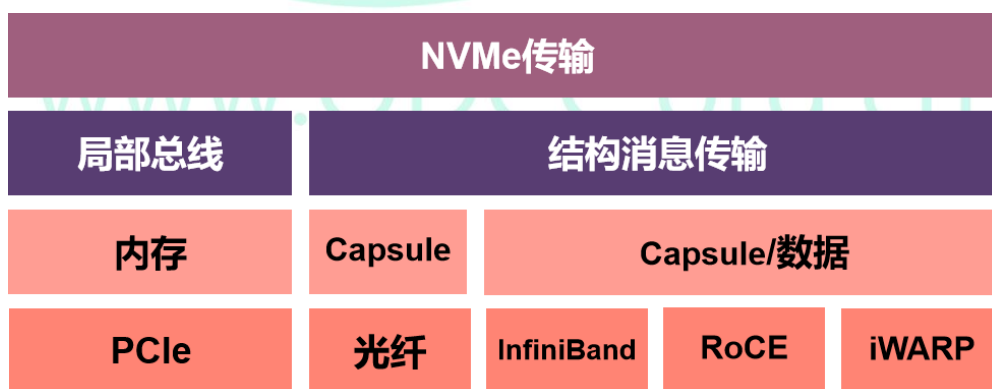 NVMe传输
局部总线
结构消息传输
内存
Capsule
Capsule/数据
PCIe
光纤
InfiniBand
RoCE
iWARP